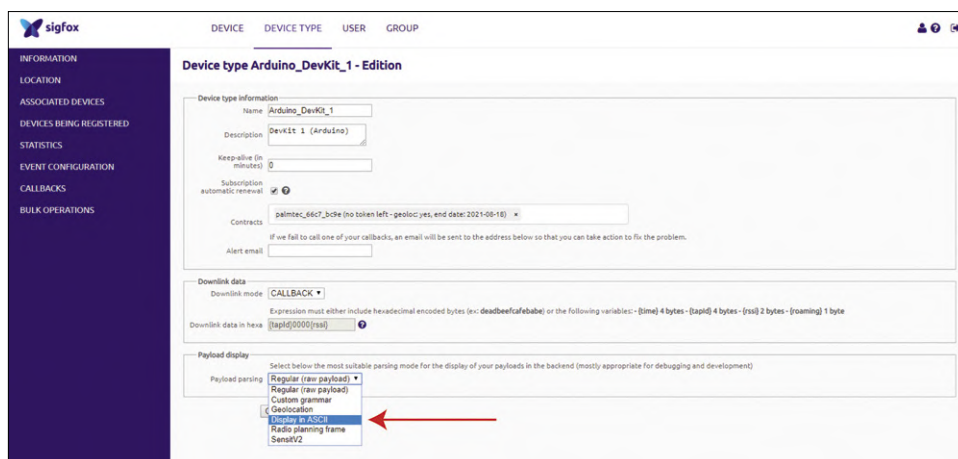 sigfox
DEVICE DEVICE TYPE USER GROUP
INFORMATION
LOCATION
ASSOCIATED DEVICES
DEVICES BEING REGISTERED
STATISTICS
EVENT CONFIGURATION
CALLBACKS
BULK OPERATIONS
Device type Arduino_DevKit_1 - Edition
Device type information
Name Arduino_DevKit_1
Description DevKit 1 (Arduino)
Keep-alive (in
minutes) 0
Subscription
automatic renewal
Contracts palmtec_66c7_bc9e (no token left - geoloc: yes, end date: 2021-08-18) ×
If we fail to call one of your callbacks, an email will be sent to the address below so that you can take action to fix the problem.
Alert email
Downlink data
Downlink mode CALLBACK
Expression must either include hexadecimal encoded bytes (ex: deadbeefcafebabe) or the following variables: - {time} 4 bytes - {tapId} 4 bytes - {rssi} 2 bytes - {roaming} 1 byte
Downlink data in hexa {tapId}0000{rssi}
Payload display
Select below the most suitable parsing mode for the display of your payloads in the backend (mostly appropriate for debugging and development)
Payload parsing Regular (raw payload)
Regular (raw payload)
Custom grammar
Geolocation
Display in ASCII
Radio planning frame
SensitV2